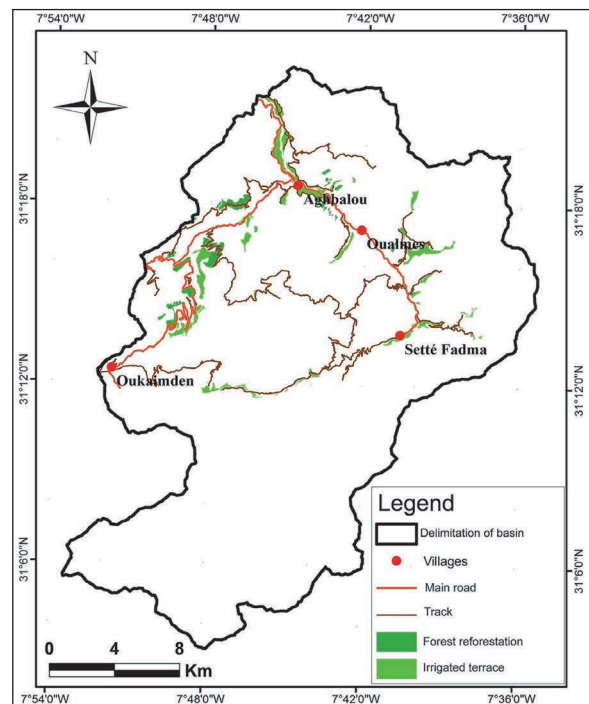 7°54'0"W 7°48'0"W 7°42'0"W 7°36'0"W
N
31°18'0"N 31°18'0"N
Aghbalou
Oualmes
Setté Fadma
Oukaimden
31°12'0"N 31°12'0"N
Legend
Delimitation of basin
Villages
Main road
Track
Forest reforestation
Irrigated terrace
31°6'0"N 31°6'0"N
0 4 8
Km
7°54'0"W 7°48'0"W 7°42'0"W 7°36'0"W